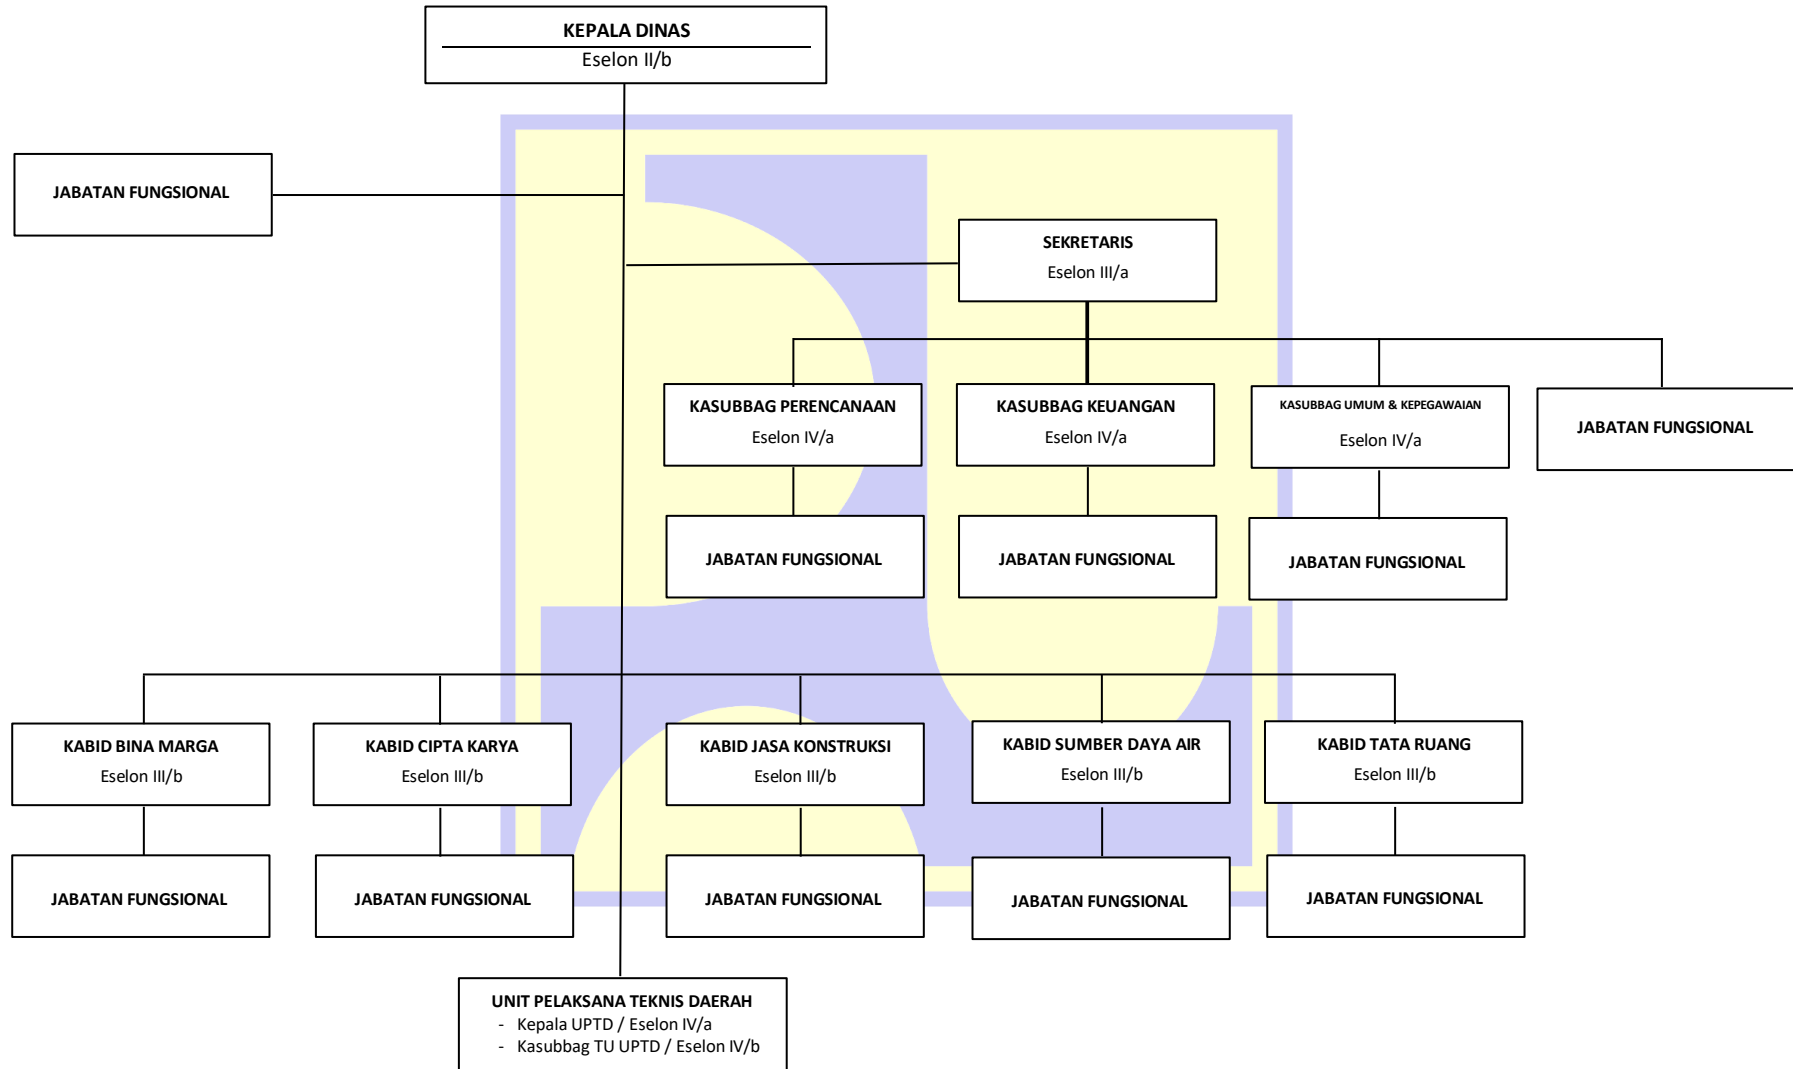 KEPALA DINAS
Eselon II/b
JABATAN FUNGSIONAL
SEKRETARIS
Eselon III/a
KASUBBAG PERENCANAAN
Eselon IV/a
KASUBBAG KEUANGAN
Eselon IV/a
KASUBBAG UMUM & KEPEGAWAIAN
Eselon IV/a
JABATAN FUNGSIONAL
JABATAN FUNGSIONAL
JABATAN FUNGSIONAL
JABATAN FUNGSIONAL
KABID BINA MARGA
Eselon III/b
KABID CIPTA KARYA
Eselon III/b
KABID JASA KONSTRUKSI
Eselon III/b
KABID SUMBER DAYA AIR
Eselon III/b
KABID TATA RUANG
Eselon III/b
JABATAN FUNGSIONAL
JABATAN FUNGSIONAL
JABATAN FUNGSIONAL
JABATAN FUNGSIONAL
JABATAN FUNGSIONAL
UNIT PELAKSANA TEKNIS DAERAH
- Kepala UPTD / Eselon IV/a
- Kasubbag TU UPTD / Eselon IV/b